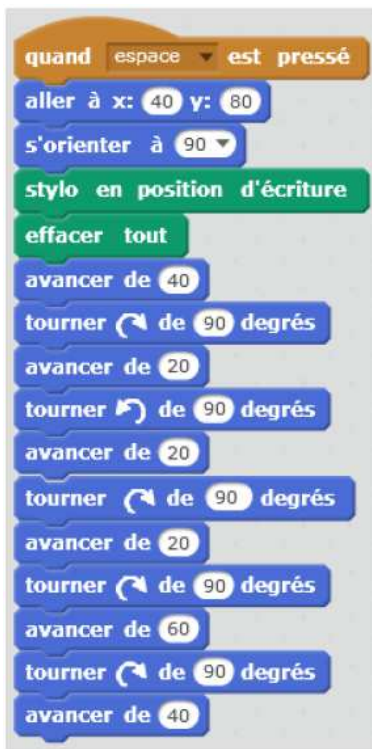 quand espace est pressé
aller à x: 40 y: 80
s'orienter à 90
stylo en position d'écriture
effacer tout
avancer de 40
tourner de 90 degrés
avancer de 20
tourner de 90 degrés
avancer de 20
tourner de 90 degrés
avancer de 20
tourner de 90 degrés
avancer de 60
tourner de 90 degrés
avancer de 40